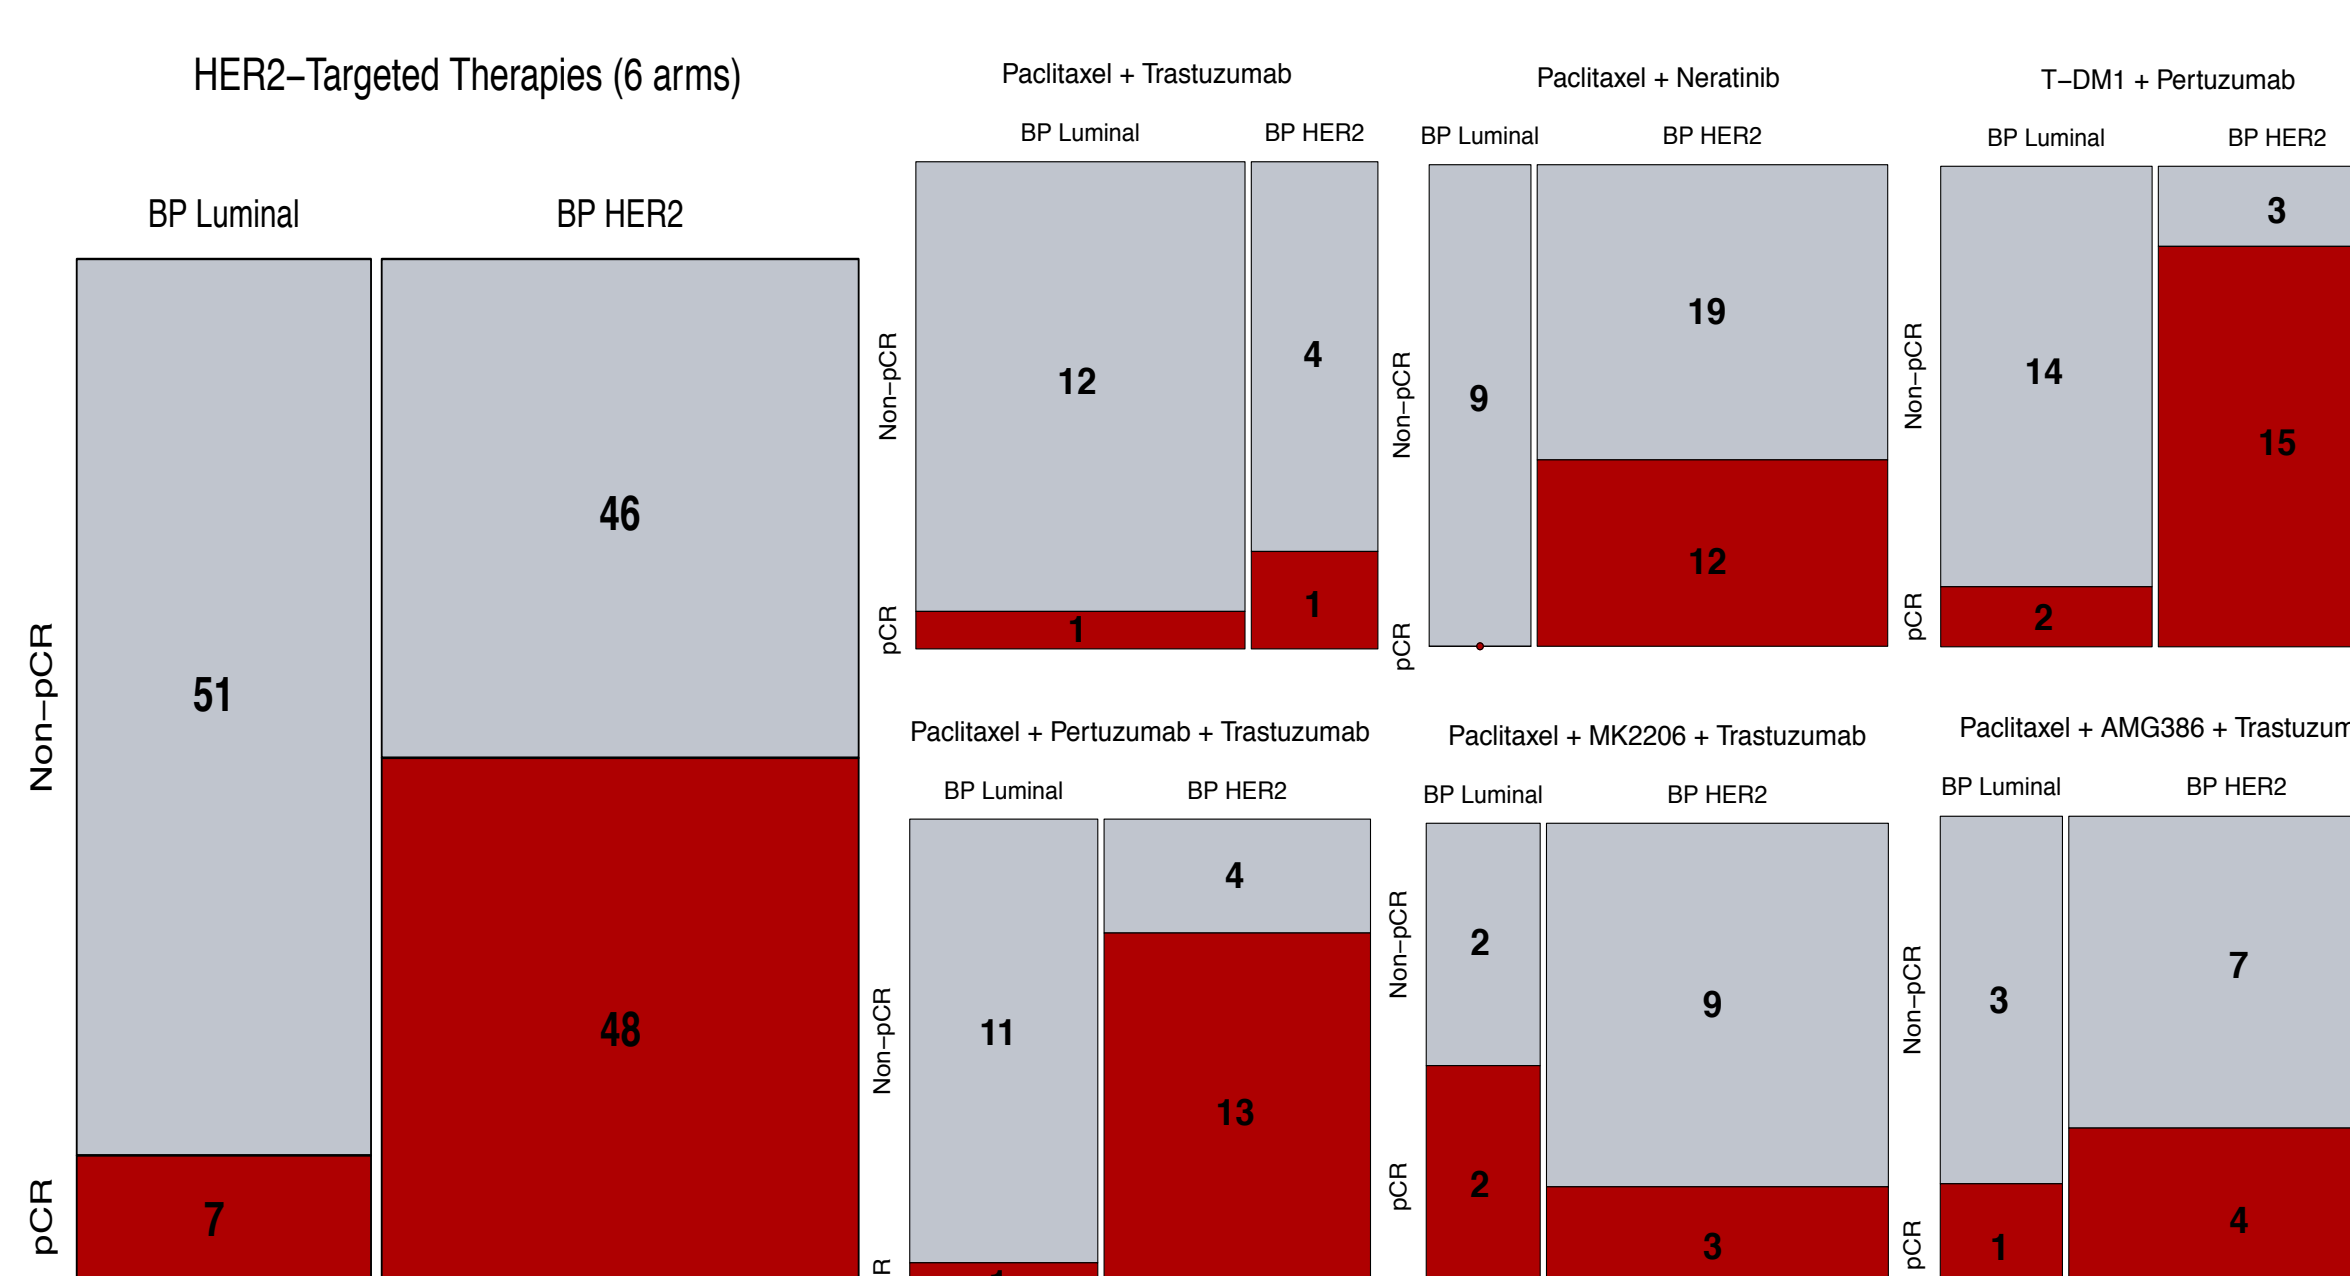 HER2−Targeted Therapies (6 arms)
BP Luminal
BP HER2
Non−pCR
pCR
51
46
7
48
Paclitaxel + Trastuzumab
BP Luminal
BP HER2
Non−pCR
pCR
12
4
1
1
Paclitaxel + Neratinib
BP Luminal
BP HER2
Non−pCR
pCR
9
19
12
T−DM1 + Pertuzumab
BP Luminal
BP HER2
Non−pCR
pCR
14
3
2
15
Paclitaxel + Pertuzumab + Trastuzumab
BP Luminal
BP HER2
Non−pCR
R
11
4
13
Paclitaxel + MK2206 + Trastuzumab
BP Luminal
BP HER2
Non−pCR
pCR
2
9
2
3
Paclitaxel + AMG386 + Trastuzum
BP Luminal
BP HER2
Non−pCR
pCR
3
7
1
4